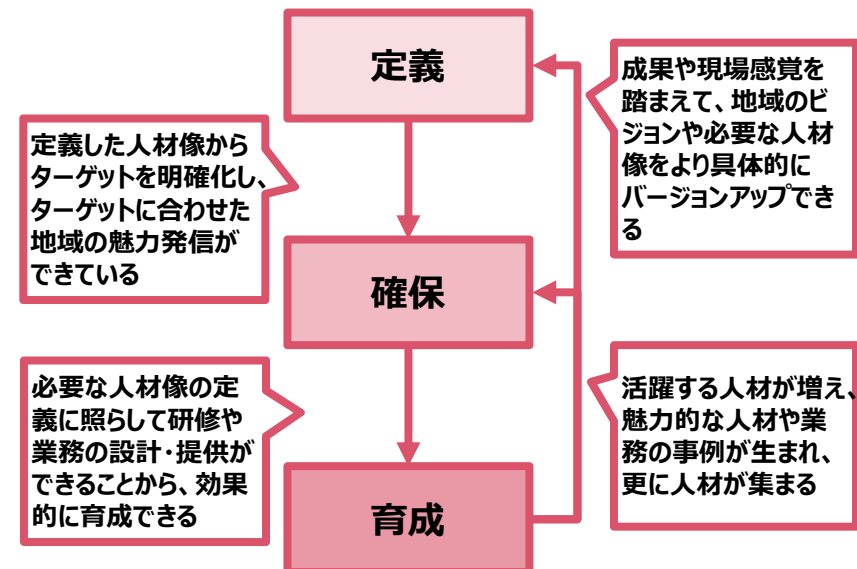 定義
成果や現場感覚を
踏まえて、地域のビ
ジョンや必要な人材
像をより具体的に
バージョンアップでき
る
定義した人材像から
ターゲットを明確化し、
ターゲットに合わせた
地域の魅力発信が
できている
確保
必要な人材像の定
義に照らして研修や
業務の設計・提供が
できることから、効果
的に育成できる
活躍する人材が増え、
魅力的な人材や業
務の事例が生まれ、
更に人材が集まる
育成